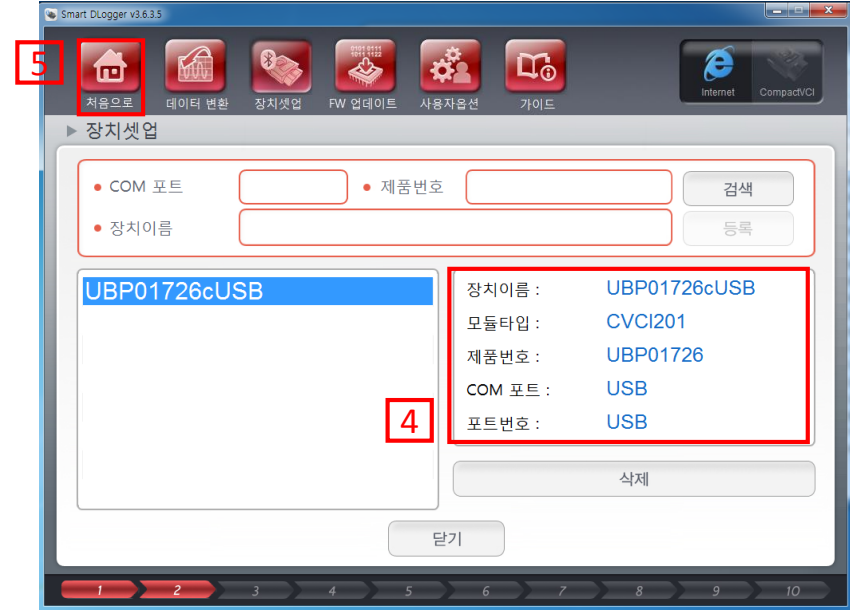 Smart DLogger v3.6.3.5
5
처음으로
데이터 변환
장치셋업
0101 0111
1011 1122
FW 업데이트
사용자옵션
가이드
Internet
CompactVCI
장치셋업
COM 포트
제품번호
검색
장치이름
등록
UBP01726cUSB
장치이름 : UBP01726cUSB
모듈타입 : CVCI201
제품번호 : UBP01726
COM 포트 : USB
4
포트번호 : USB
삭제
닫기
1 2 3 4 5 6 7 8 9 10